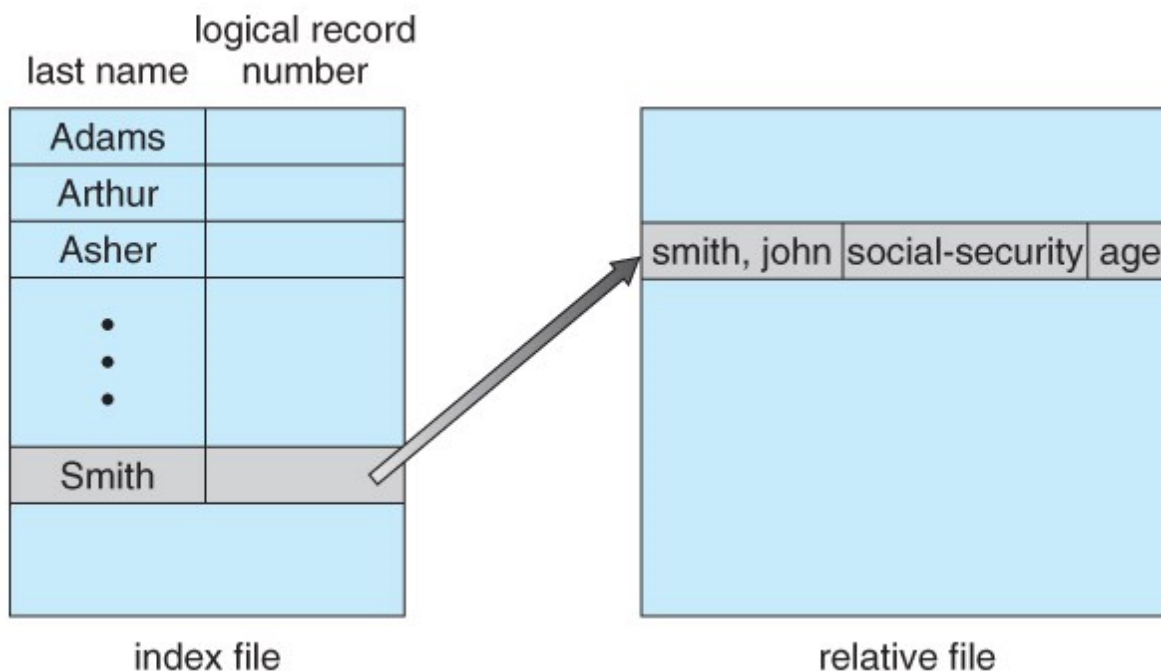 logical record
last name number
Adams
Arthur
Asher
smith, john social-security age
Smith
index file relative file